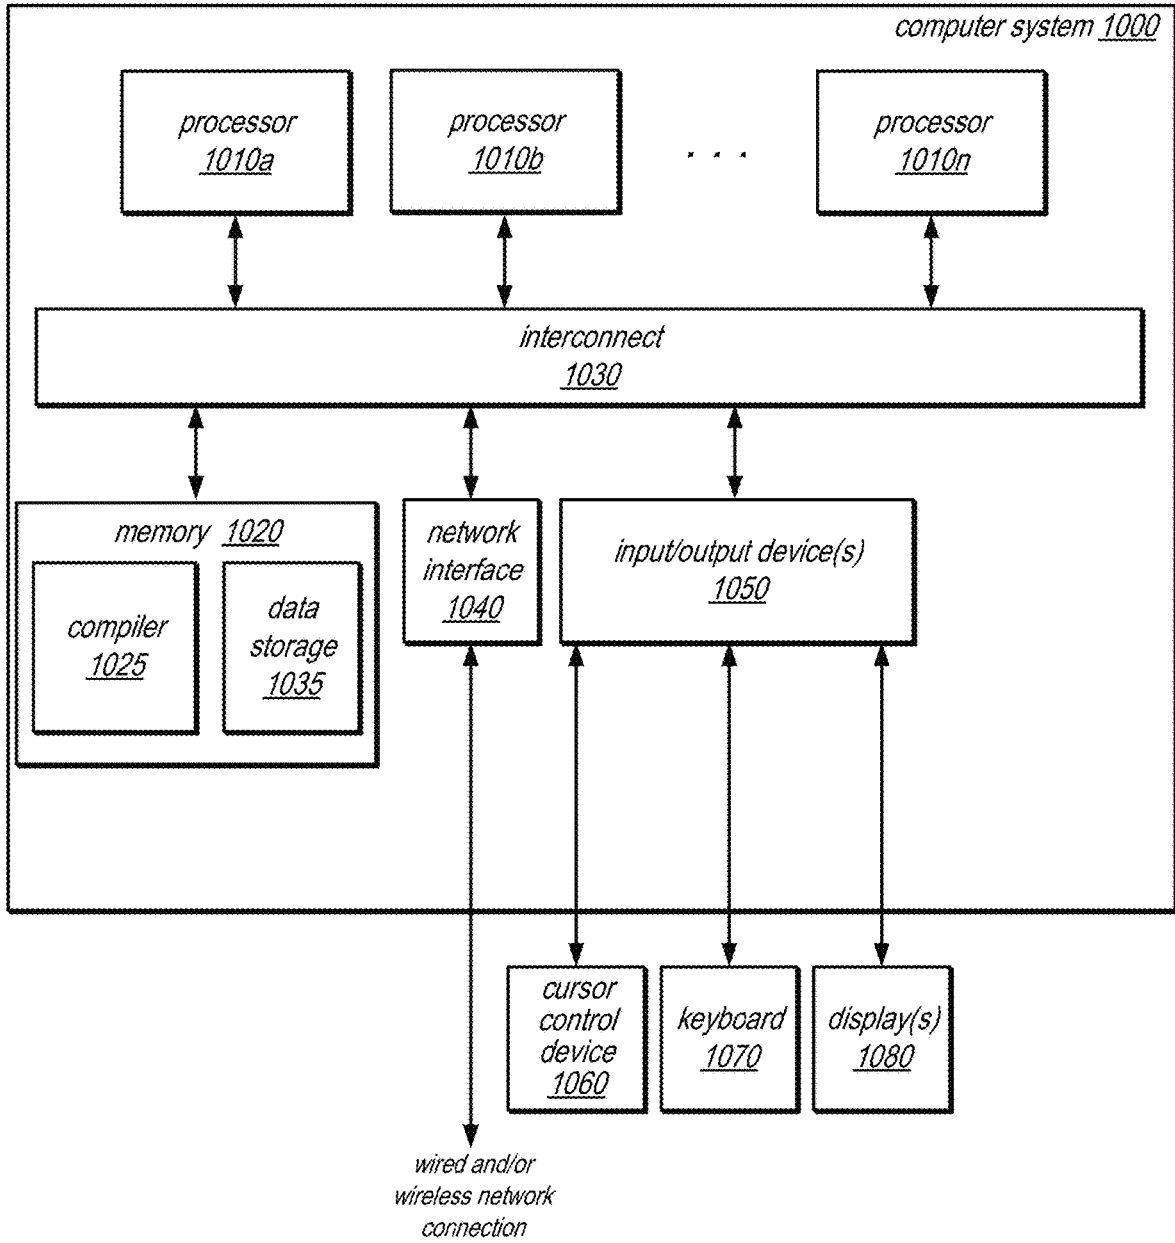 computer system 1000
processor
1010a
processor
1010b
. . .
processor
1010n
interconnect
1030
memory 1020
compiler
1025
data
storage
1035
network
interface
1040
input/output device(s)
1050
cursor
control
device
1060
keyboard
1070
display(s)
1080
wired and/or
wireless network
connection